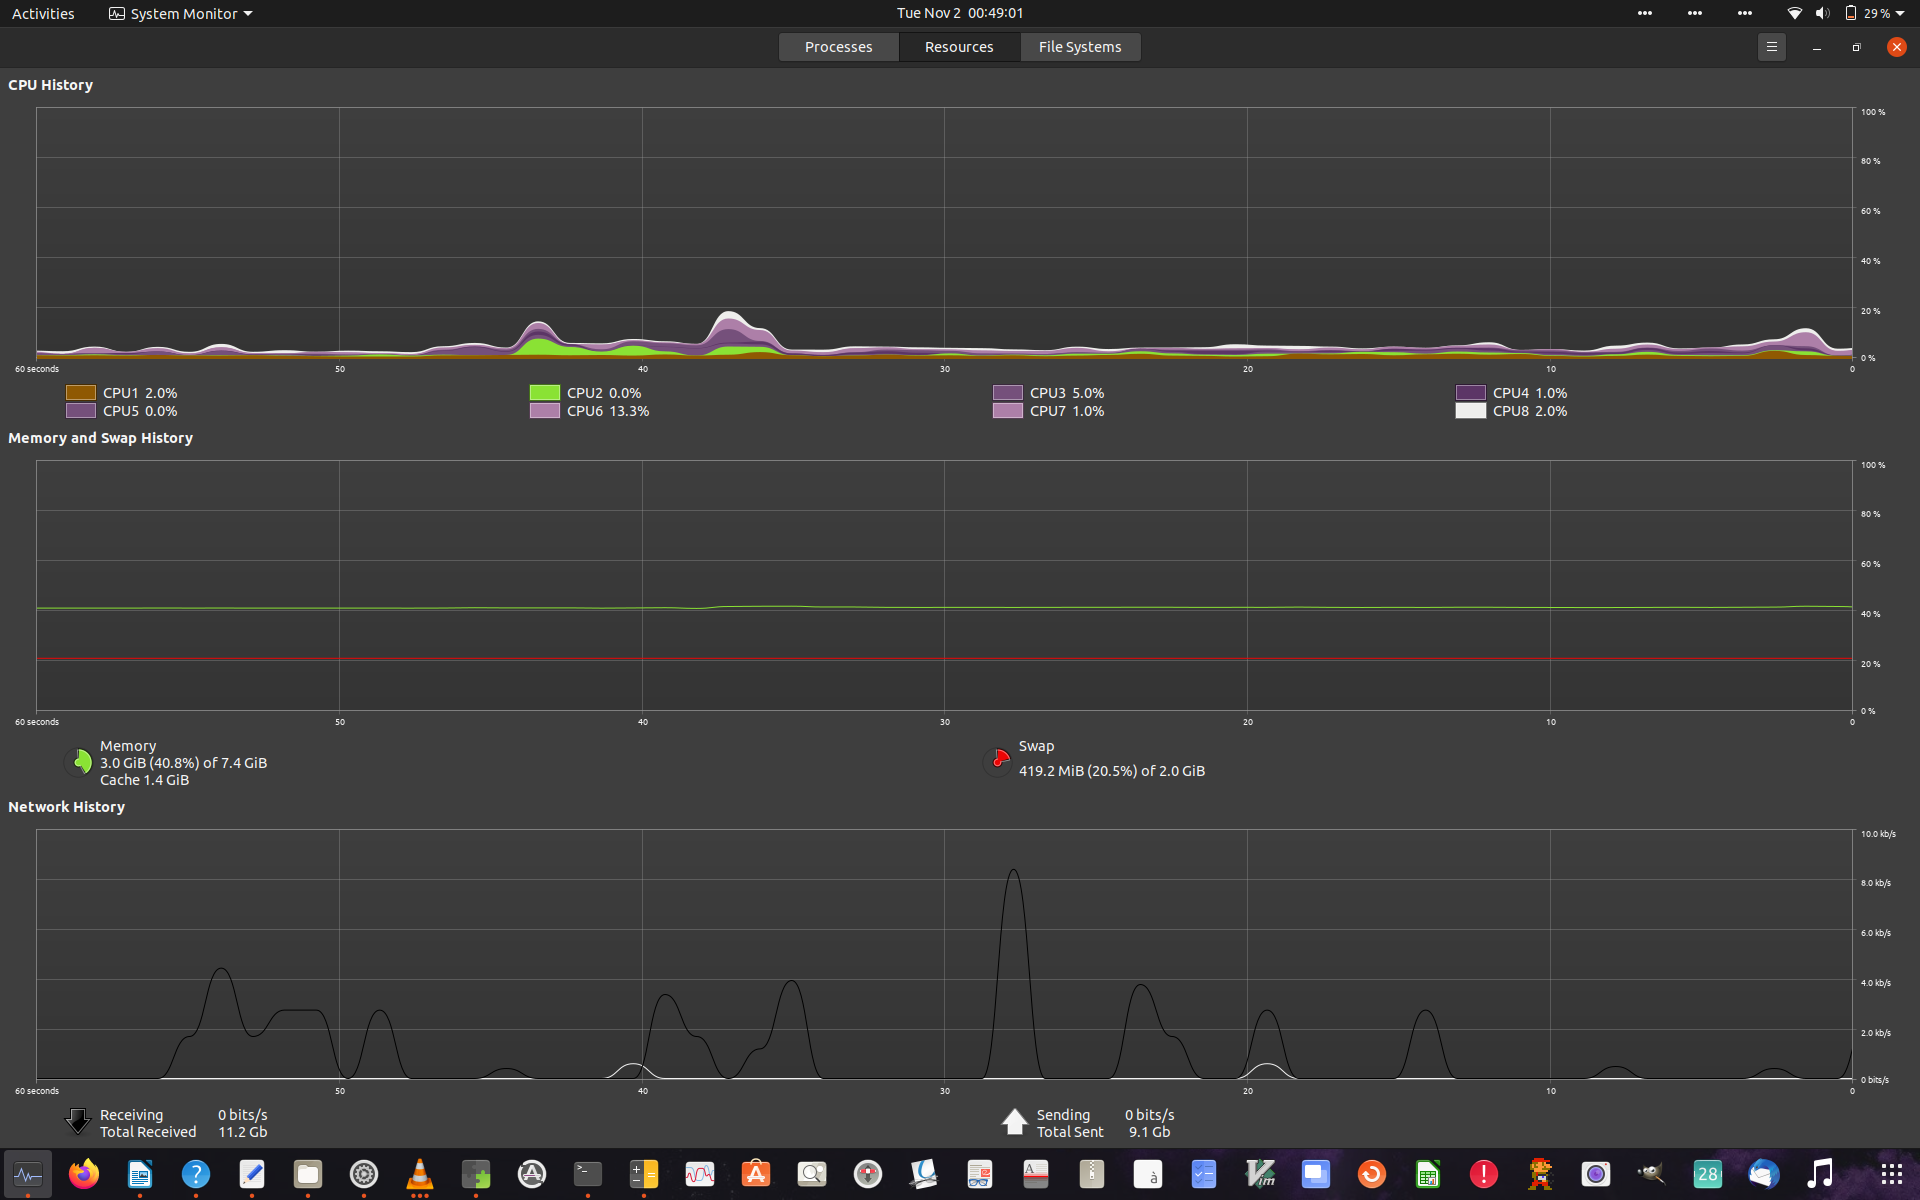 Activities
System Monitor
Tue Nov 2 00:49:01
29 %
Processes
Resources
File Systems
CPU History
100 %
80 %
60 %
40 %
20 %
0 %
60 seconds 50 40 30 20 10 0
CPU1 2.0% CPU2 0.0% CPU3 5.0% CPU4 1.0%
CPU5 0.0% CPU6 13.3% CPU7 1.0% CPU8 2.0%
Memory and Swap History
100 %
80 %
60 %
40 %
20 %
0 %
60 seconds 50 40 30 20 10 0
Memory
3.0 GiB (40.8%) of 7.4 GiB
Cache 1.4 GiB
Swap
419.2 MiB (20.5%) of 2.0 GiB
Network History
10.0 kb/s
8.0 kb/s
6.0 kb/s
4.0 kb/s
2.0 kb/s
0 bits/s
60 seconds 50 40 30 20 10 0
Receiving 0 bits/s
Total Received 11.2 Gb
Sending 0 bits/s
Total Sent 9.1 Gb
à
28